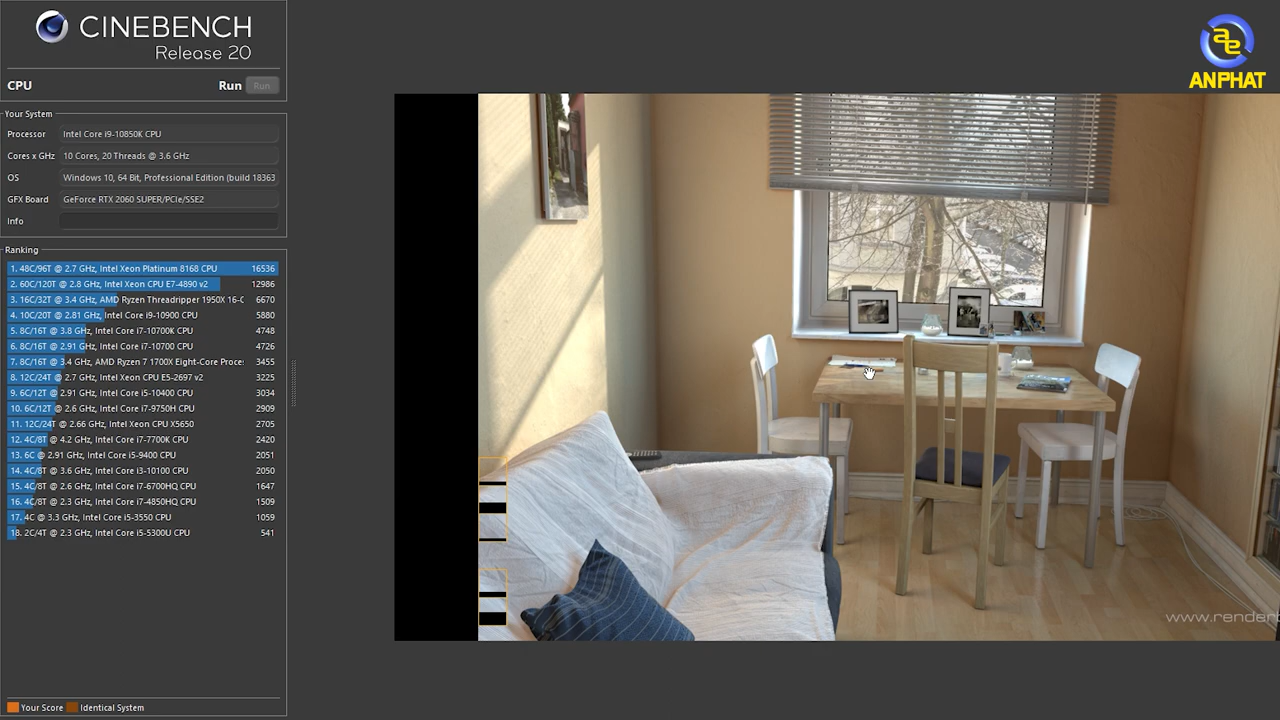 CINEBENCH
Release 20
CPU Run Run
Your System
Processor Intel Core i9-10850K CPU
Cores x GHz 10 Cores, 20 Threads @ 3.6 GHz
OS Windows 10, 64 Bit, Professional Edition (build 18363
GFX Board GeForce RTX 2060 SUPER/PCIe/SSE2
Info
Ranking
1. 48C/96T @ 2.7 GHz, Intel Xeon Platinum 8168 CPU 16536
2. 60C/120T @ 2.8 GHz, Intel Xeon CPU E7-4890 v2 12986
3. 16C/32T @ 3.4 GHz, AMD Ryzen Threadripper 1950X 16-C 6670
4. 10C/20T @ 2.81 GHz, Intel Core i9-10900 CPU 5880
5. 8C/16T @ 3.8 GHz, Intel Core i7-10700K CPU 4748
6. 8C/16T @ 2.91 GHz, Intel Core i7-10700 CPU 4726
7. 8C/16T @ 3.4 GHz, AMD Ryzen 7 1700X Eight-Core Proce: 3455
8. 12C/24T @ 2.7 GHz, Intel Xeon CPU E5-2697 v2 3225
9. 6C/12T @ 2.91 GHz, Intel Core i5-10400 CPU 3034
10. 6C/12T @ 2.6 GHz, Intel Core i7-9750H CPU 2909
11. 12C/24T @ 2.66 GHz, Intel Xeon CPU X5650 2705
12. 4C/8T @ 4.2 GHz, Intel Core i7-7700K CPU 2420
13. 6C @ 2.91 GHz, Intel Core i5-9400 CPU 2051
14. 4C/8T @ 3.6 GHz, Intel Core i3-10100 CPU 2050
15. 4C/8T @ 2.6 GHz, Intel Core i7-6700HQ CPU 1647
16. 4C/8T @ 2.3 GHz, Intel Core i7-4850HQ CPU 1509
17. 4C @ 3.3 GHz, Intel Core i5-3550 CPU 1059
18. 2C/4T @ 2.3 GHz, Intel Core i5-5300U CPU 541
Your Score Identical System
ae
ANPHAT
www.render